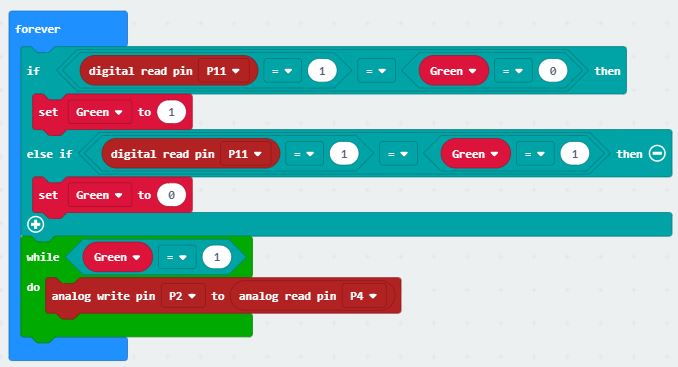 forever
if digital read pin P11 = 1 = Green = 0 then
set Green to 1
else if digital read pin P11 = 1 = Green = 1 then
set Green to 0
while Green = 1
do analog write pin P2 to analog read pin P4